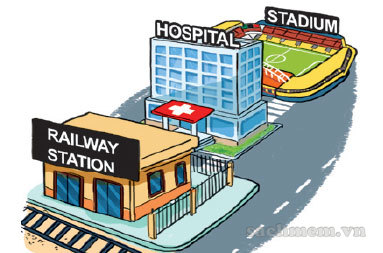 STADIUM
HOSPITAL
RAILWAY
STATION
sachmem.vn